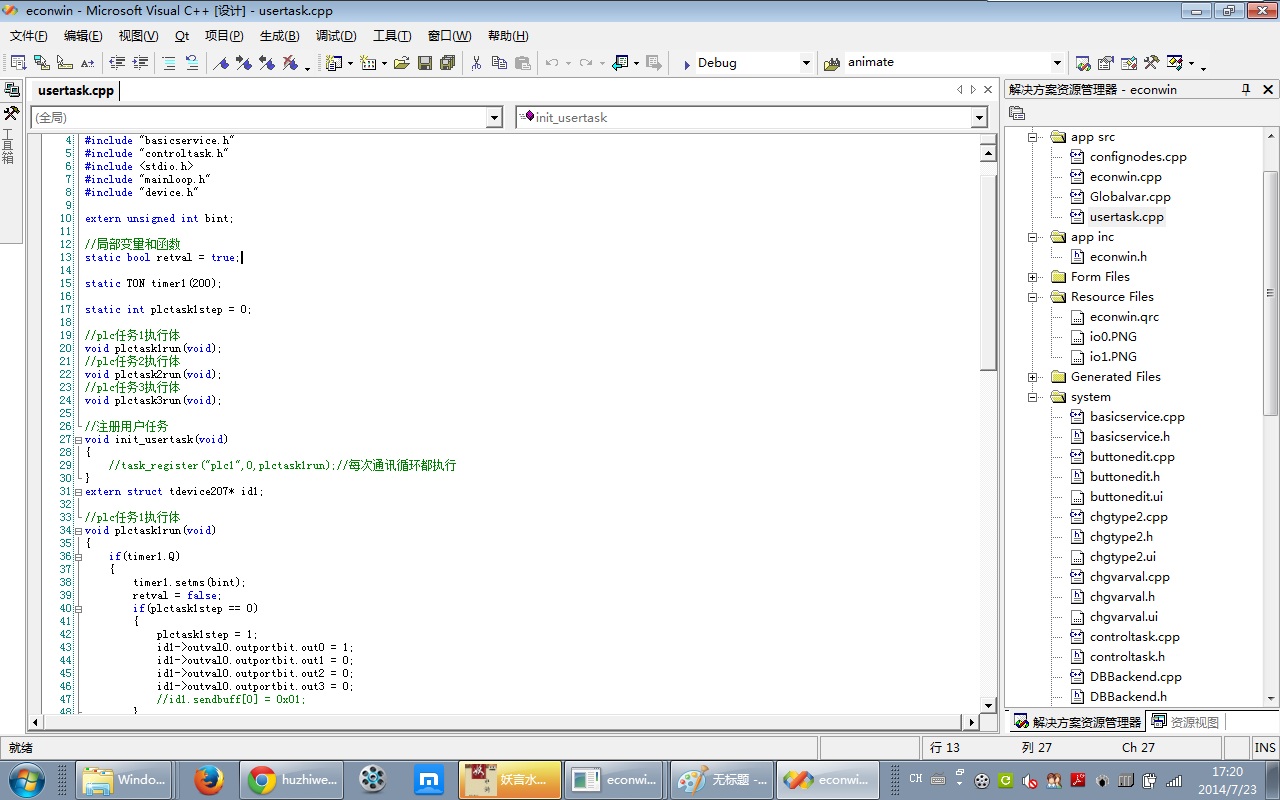 econwin - Microsoft Visual C++ [设计] - usertask.cpp
文件(F) 编辑(E) 视图(V) Qt 项目(P) 生成(B) 调试(D) 工具(T) 窗口(W) 帮助(H)
Debug animate
usertask.cpp
(全局) init_usertask
工具箱
4 #include "basicservice.h"
5 #include "controltask.h"
6 #include <stdio.h>
7 #include "mainloop.h"
8 #include "device.h"
9
10 extern unsigned int bint;
11
12 //局部变量和函数
13 static bool retval = true;
14
15 static TON timer1(200);
16
17 static int plctask1step = 0;
18
19 //plc任务1执行体
20 void plctask1run(void);
21 //plc任务2执行体
22 void plctask2run(void);
23 //plc任务3执行体
24 void plctask3run(void);
25
26 //注册用户任务
27 void init_usertask(void)
28 {
29 //task_register("plc1",0,plctask1run);//每次通讯循环都执行
30 }
31 extern struct tdevice207* id1;
32
33 //plc任务1执行体
34 void plctask1run(void)
35 {
36 if(timer1.Q)
37 {
38 timer1.setms(bint);
39 retval = false;
40 if(plctask1step == 0)
41 {
42 plctask1step = 1;
43 id1->outval0.outportbit.out0 = 1;
44 id1->outval0.outportbit.out1 = 0;
45 id1->outval0.outportbit.out2 = 0;
46 id1->outval0.outportbit.out3 = 0;
47 //id1.sendbuff[0] = 0x01;
48 }
解决方案资源管理器 - econwin
app src
confignodes.cpp
econwin.cpp
Globalvar.cpp
usertask.cpp
app inc
econwin.h
Form Files
Resource Files
econwin.qrc
io0.PNG
io1.PNG
Generated Files
system
basicservice.cpp
basicservice.h
buttonedit.cpp
buttonedit.h
buttonedit.ui
chgtype2.cpp
chgtype2.h
chgtype2.ui
chgvarval.cpp
chgvarval.h
chgvarval.ui
controltask.cpp
controltask.h
DBBackend.cpp
DBBackend.h
解决方案资源管理器 资源视图
就绪 行 13 列 27 Ch 27 INS
Windo... huzhiwe... 妖言水... econwi... 无标题 -... econwi... CH 17:20
2014/7/23